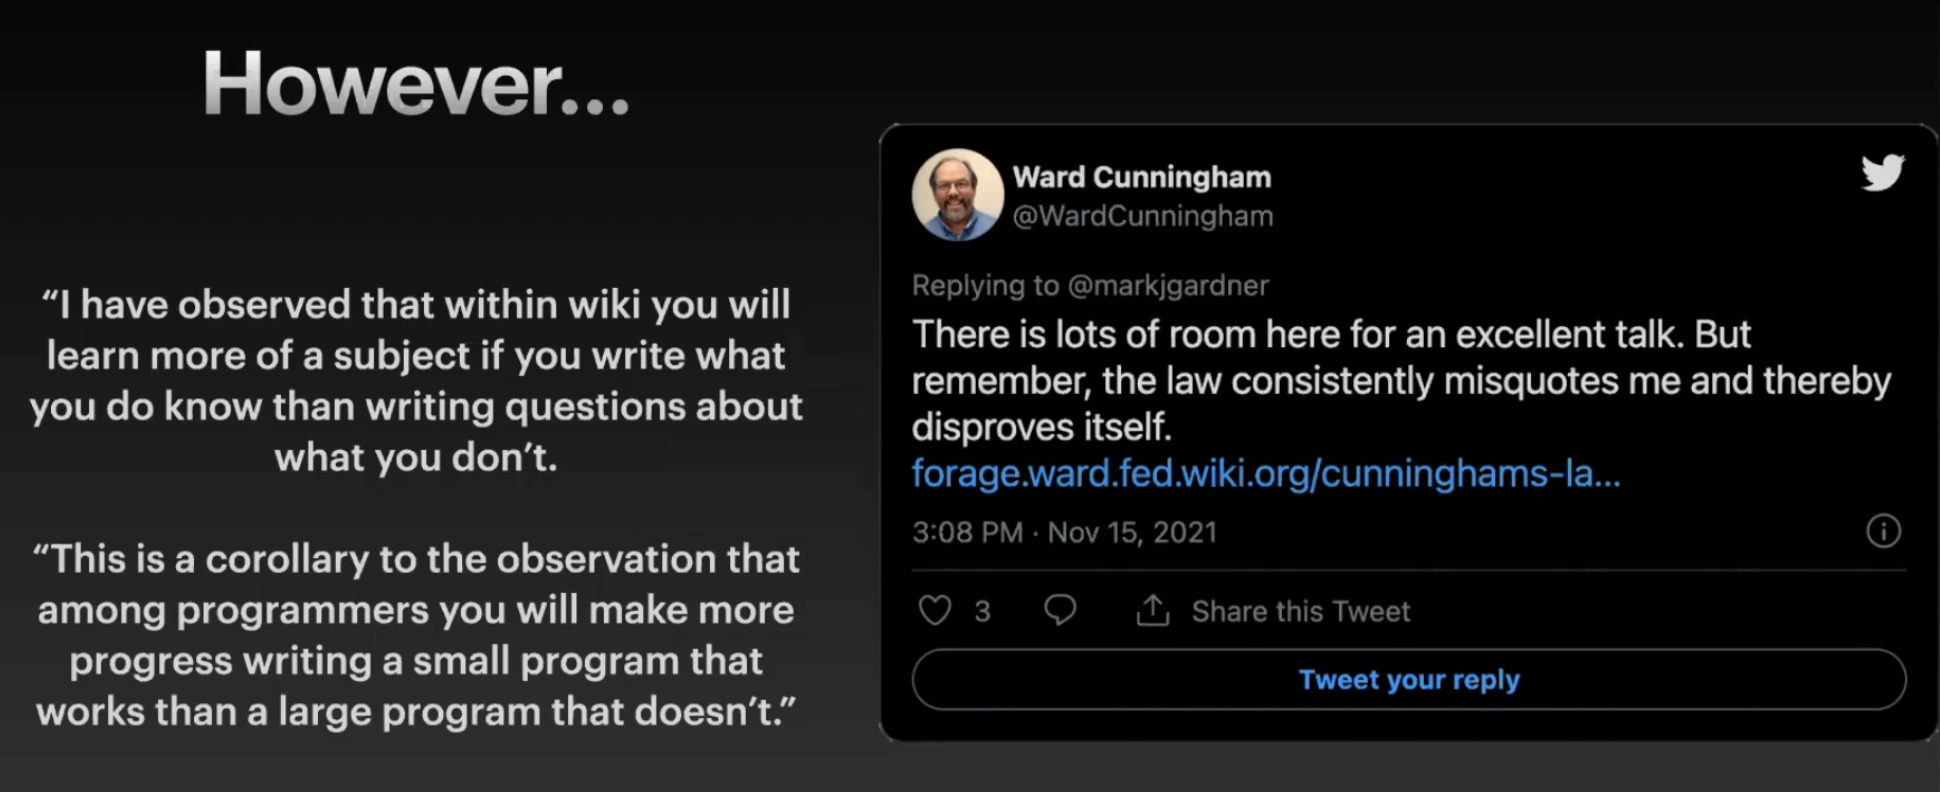 However...
“I have observed that within wiki you will
learn more of a subject if you write what
you do know than writing questions about
what you don’t.
“This is a corollary to the observation that
among programmers you will make more
progress writing a small program that
works than a large program that doesn’t.”
Ward Cunningham
@WardCunningham
Replying to @markjgardner
There is lots of room here for an excellent talk. But
remember, the law consistently misquotes me and thereby
disproves itself.
forage.ward.fed.wiki.org/cunninghams-la...
3:08 PM · Nov 15, 2021
3
Share this Tweet
Tweet your reply